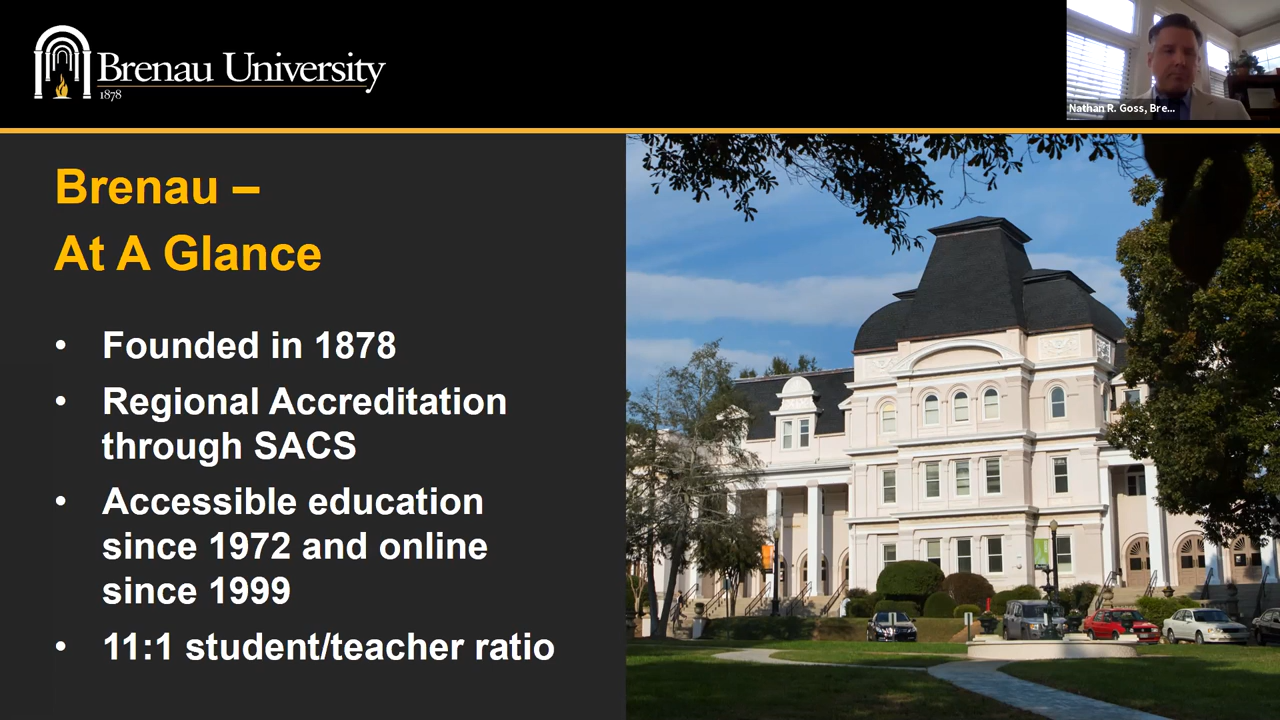 Brenau University
1878
Nathan R. Goss, Bre...
Brenau –
At A Glance
• Founded in 1878
• Regional Accreditation
through SACS
• Accessible education
since 1972 and online
since 1999
• 11:1 student/teacher ratio